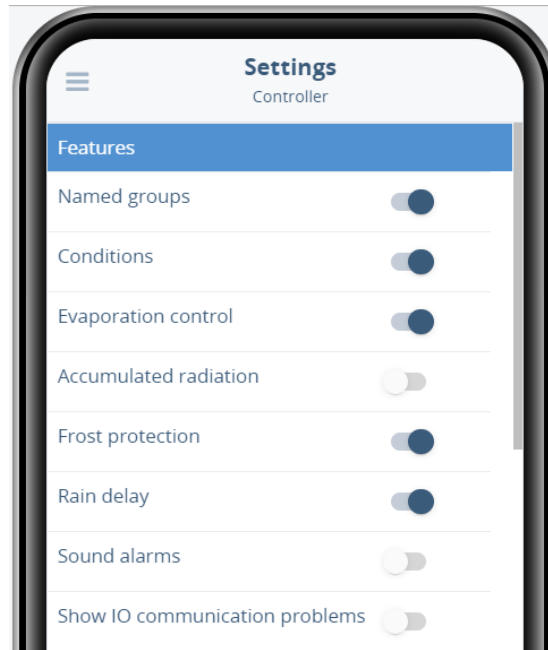 Settings
Controller
Features
Named groups
Conditions
Evaporation control
Accumulated radiation
Frost protection
Rain delay
Sound alarms
Show IO communication problems